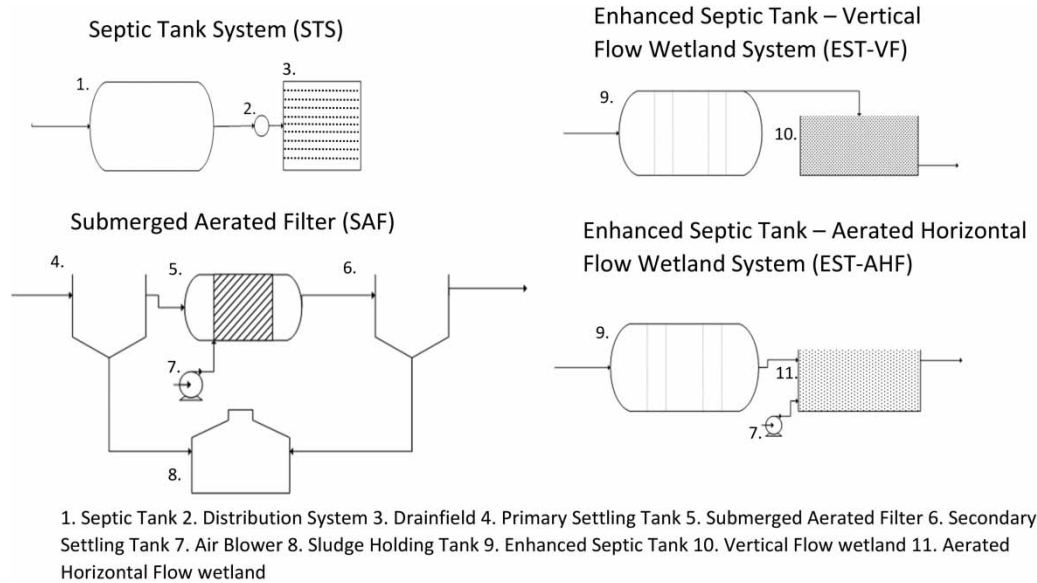 Septic Tank System (STS)
1.
2.
3.
Enhanced Septic Tank – Vertical
Flow Wetland System (EST-VF)
9.
10.
Submerged Aerated Filter (SAF)
4.
5.
6.
7.
8.
Enhanced Septic Tank – Aerated Horizontal
Flow Wetland System (EST-AHF)
9.
11.
7.
1. Septic Tank 2. Distribution System 3. Drainfield 4. Primary Settling Tank 5. Submerged Aerated Filter 6. Secondary
Settling Tank 7. Air Blower 8. Sludge Holding Tank 9. Enhanced Septic Tank 10. Vertical Flow wetland 11. Aerated
Horizontal Flow wetland